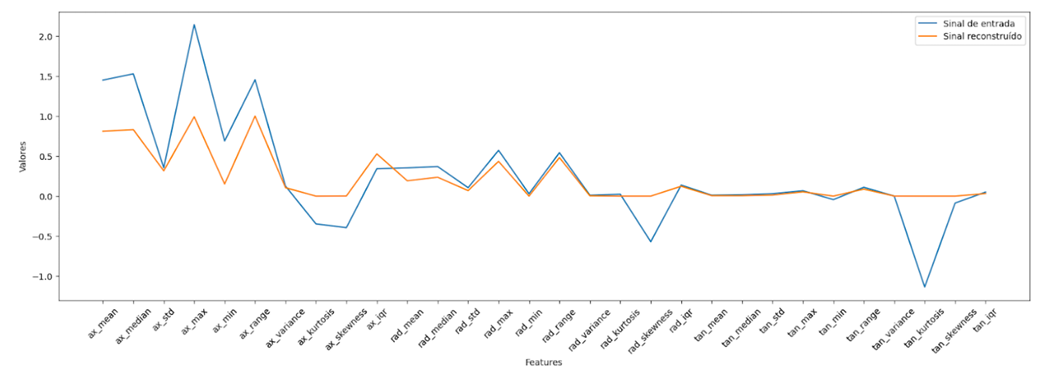 Sinal de entrada
Sinal reconstruído
Valores
2.0
1.5
1.0
0.5
0.0
−0.5
−1.0
ax_mean
ax_median
ax_std
ax_max
ax_min
ax_range
ax_variance
ax_kurtosis
ax_skewness
ax_iqr
rad_mean
rad_median
rad_std
rad_max
rad_min
rad_range
rad_variance
rad_kurtosis
rad_skewness
rad_iqr
tan_mean
tan_median
tan_std
tan_max
tan_min
tan_range
tan_variance
tan_kurtosis
tan_skewness
tan_iqr
Features